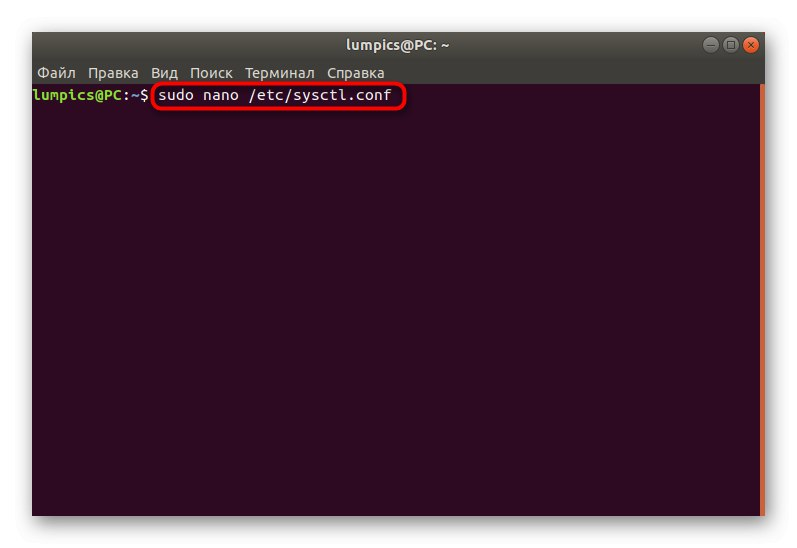 lumpics@PC: ~
Файл Правка Вид Поиск Терминал Справка
lumpics@PC:~$ sudo nano /etc/sysctl.conf